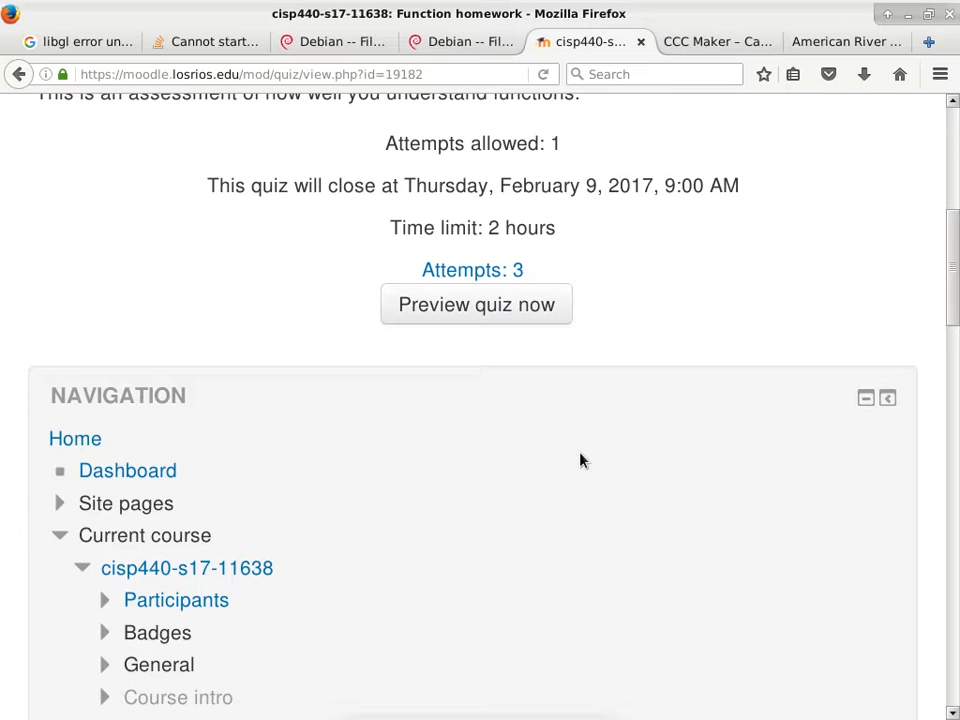 cisp440-s17-11638: Function homework - Mozilla Firefox
libgl error un...
Cannot start...
Debian -- Fil...
Debian -- Fil...
cisp440-s...
CCC Maker – Ca...
American River ...
https://moodle.losrios.edu/mod/quiz/view.php?id=19182
Search
This is an assessment of how well you understand functions.
Attempts allowed: 1
This quiz will close at Thursday, February 9, 2017, 9:00 AM
Time limit: 2 hours
Attempts: 3
Preview quiz now
NAVIGATION
Home
Dashboard
Site pages
Current course
cisp440-s17-11638
Participants
Badges
General
Course intro